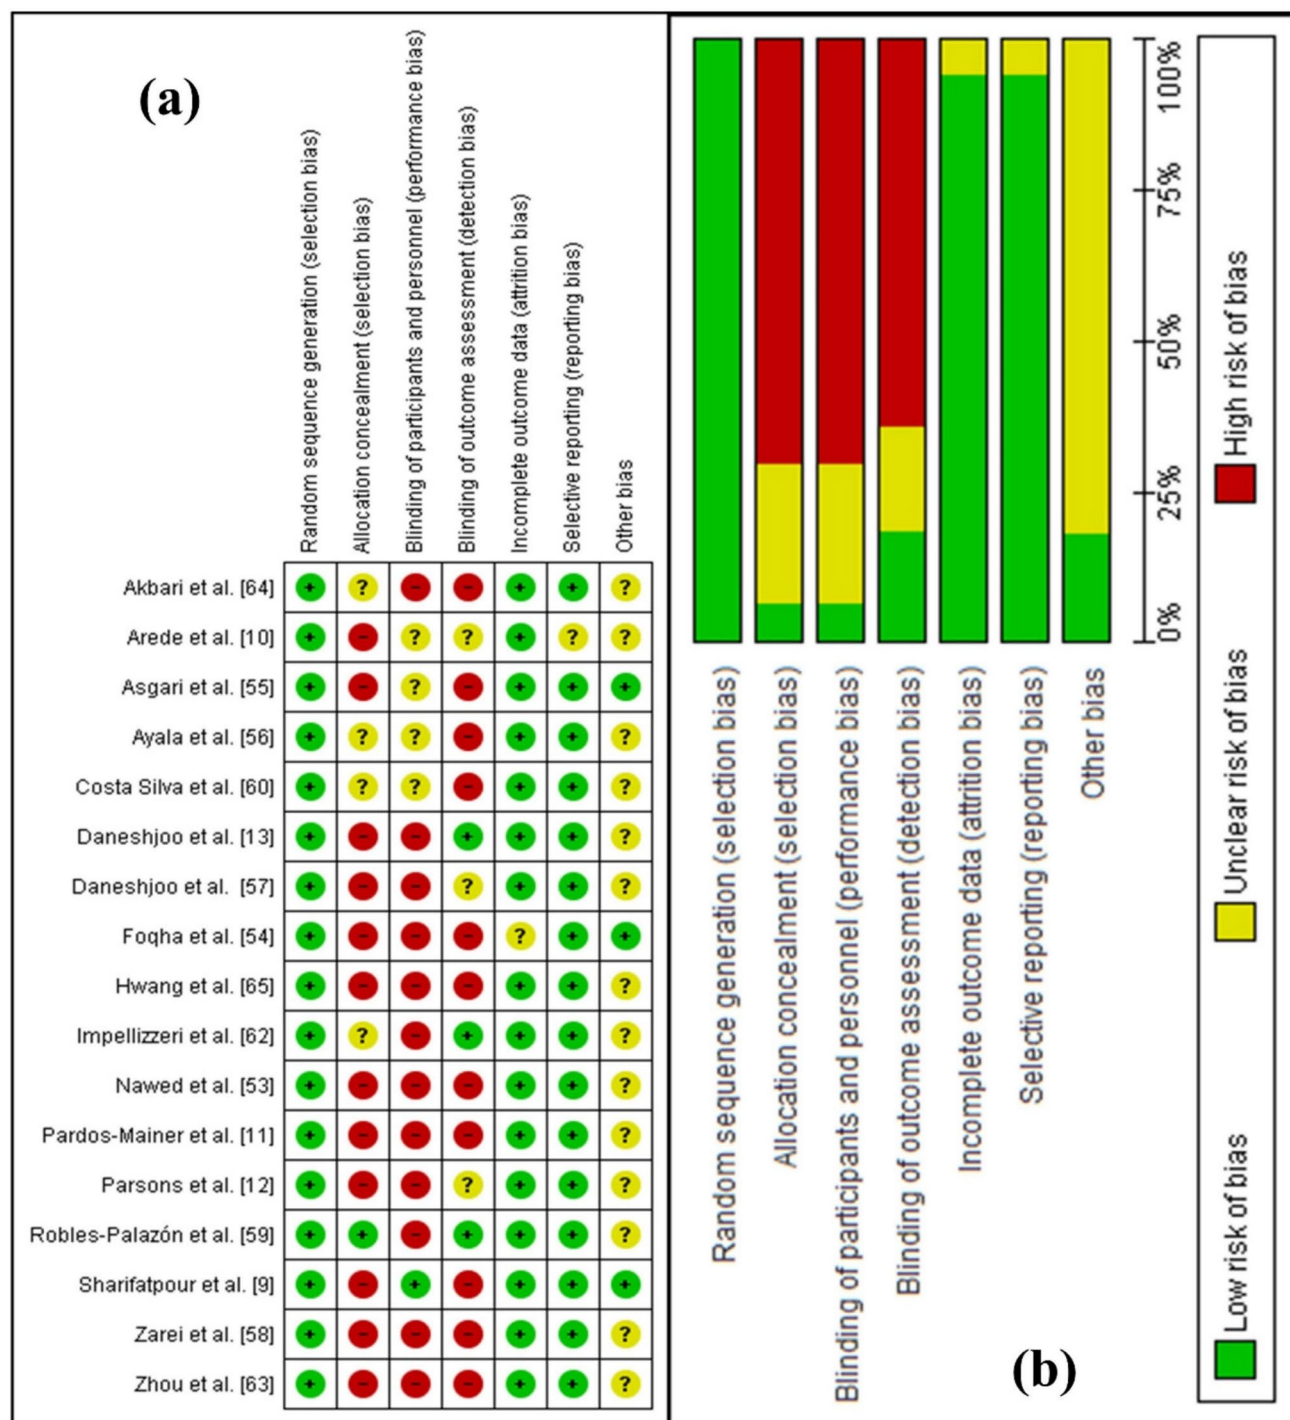 (a)
Random sequence generation (selection bias)
Allocation concealment (selection bias)
Blinding of participants and personnel (performance bias)
Blinding of outcome assessment (detection bias)
Incomplete outcome data (attrition bias)
Selective reporting (reporting bias)
Other bias
Akbari et al. [64] + ? - - + + ?
Arede et al. [10] + - ? ? + ? ?
Asgari et al. [55] + - ? - + + +
Ayala et al. [56] + ? ? - + + ?
Costa Silva et al. [60] + ? ? - + + ?
Daneshjoo et al. [13] + - - + + + ?
Daneshjoo et al. [57] + - - ? + + ?
Foqha et al. [54] + - - - ? + +
Hwang et al. [65] + - - - + + ?
Impellizzeri et al. [62] + ? - + + + ?
Nawed et al. [53] + - - - + + ?
Pardos-Mainer et al. [11] + - - - + + ?
Parsons et al. [12] + - - ? + + ?
Robles-Palazón et al. [59] + + - + + + ?
Sharifatpour et al. [9] + - + - + + +
Zarei et al. [58] + - - - + + ?
Zhou et al. [63] + - - - + + ?
(b)
Random sequence generation (selection bias)
Allocation concealment (selection bias)
Blinding of participants and personnel (performance bias)
Blinding of outcome assessment (detection bias)
Incomplete outcome data (attrition bias)
Selective reporting (reporting bias)
Other bias
0% 25% 50% 75% 100%
Low risk of bias
Unclear risk of bias
High risk of bias